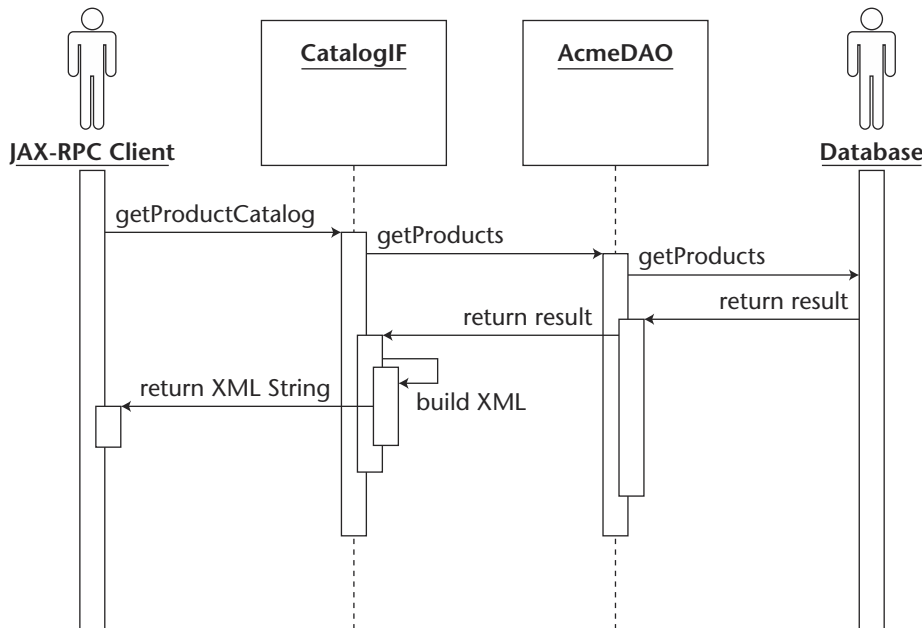 CatalogIF
AcmeDAO
JAX-RPC Client
Database
getProductCatalog
getProducts
getProducts
return result
return result
return XML String
build XML